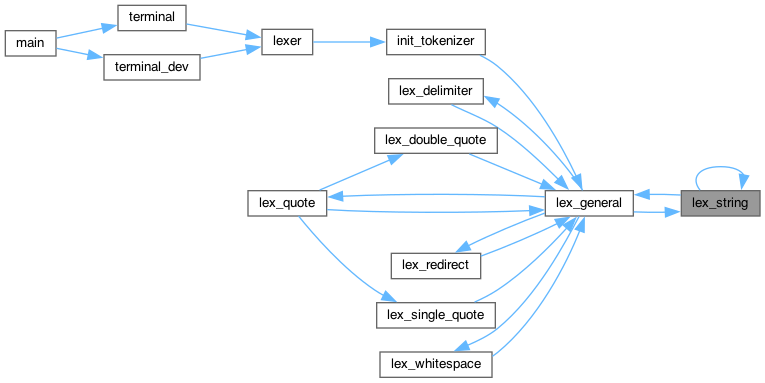 main
terminal
terminal_dev
lexer
init_tokenizer
lex_delimiter
lex_double_quote
lex_quote
lex_general
lex_string
lex_redirect
lex_single_quote
lex_whitespace